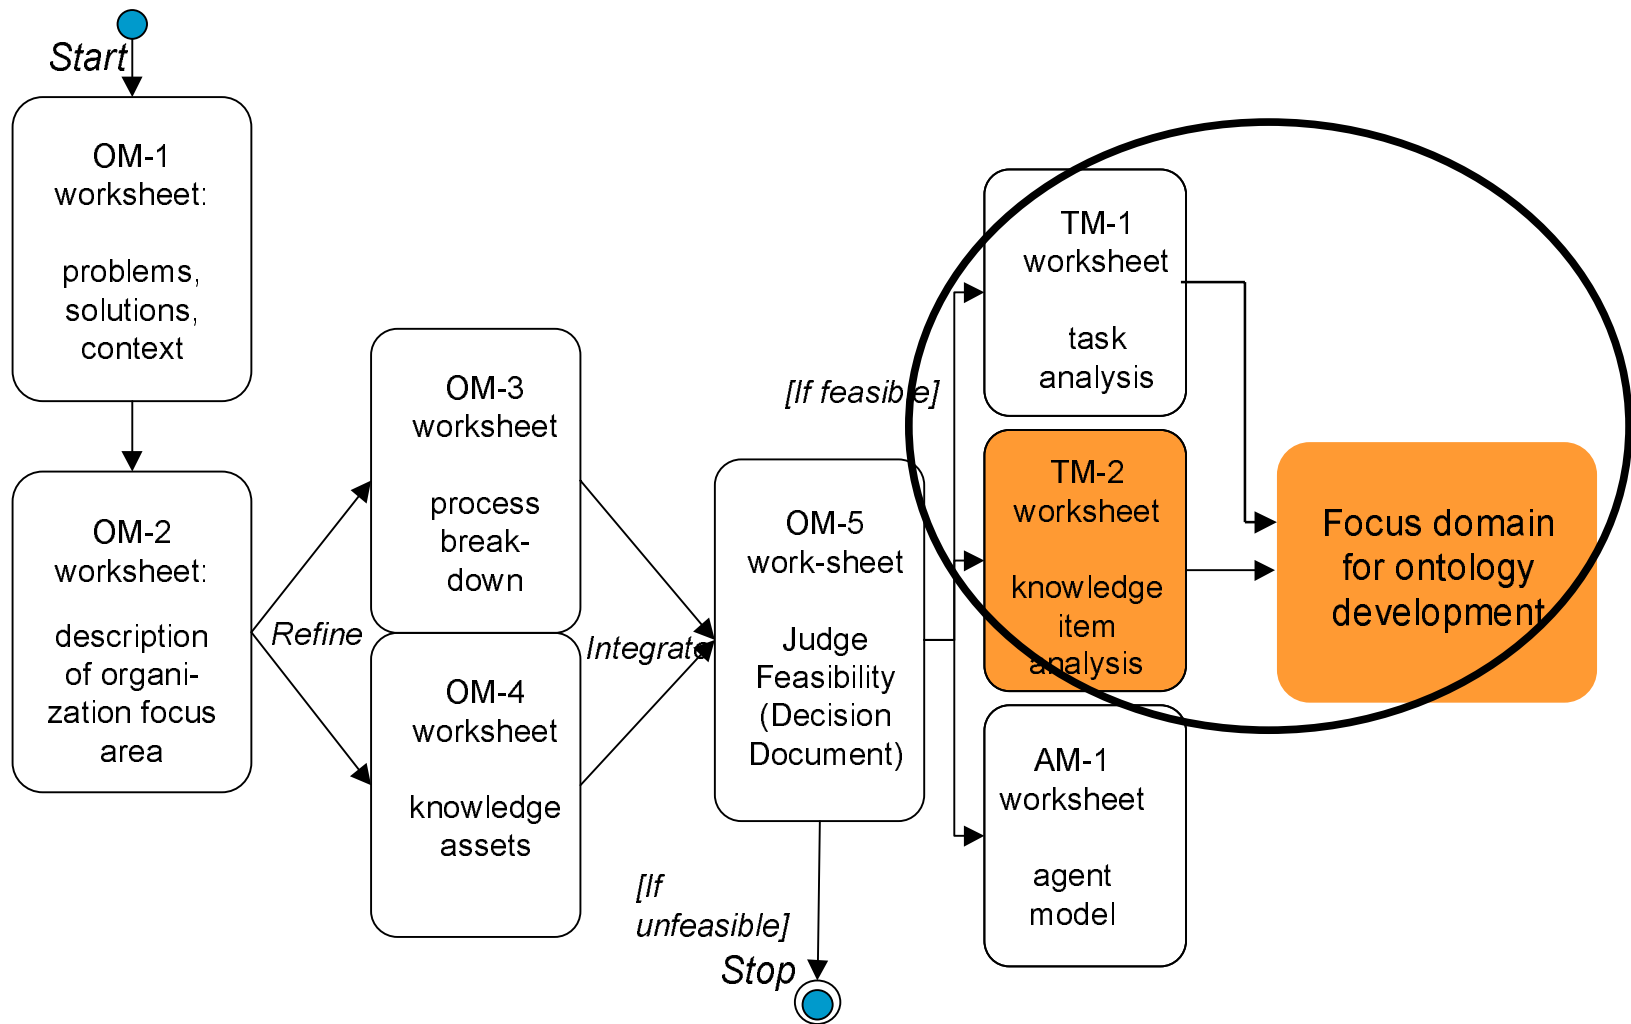 Start
OM-1
worksheet:
problems,
solutions,
context
OM-2
worksheet:
description
of organi-
zation focus
area
Refine
OM-3
worksheet
process
break-
down
OM-4
worksheet
knowledge
assets
Integrate
OM-5
work-sheet
Judge
Feasibility
(Decision
Document)
[If
unfeasible]
Stop
[If feasible]
TM-1
worksheet
task
analysis
TM-2
worksheet
knowledge
item
analysis
AM-1
worksheet
agent
model
Focus domain
for ontology
development